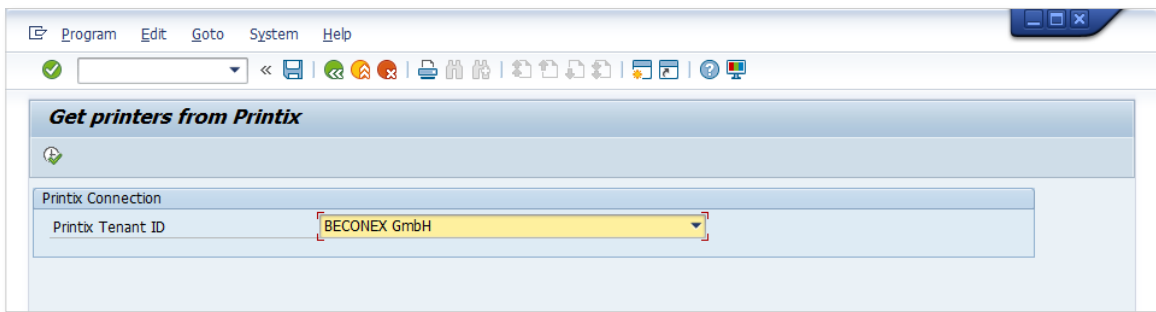 Program Edit Goto System Help
Get printers from Printix
Printix Connection
Printix Tenant ID BECONEX GmbH